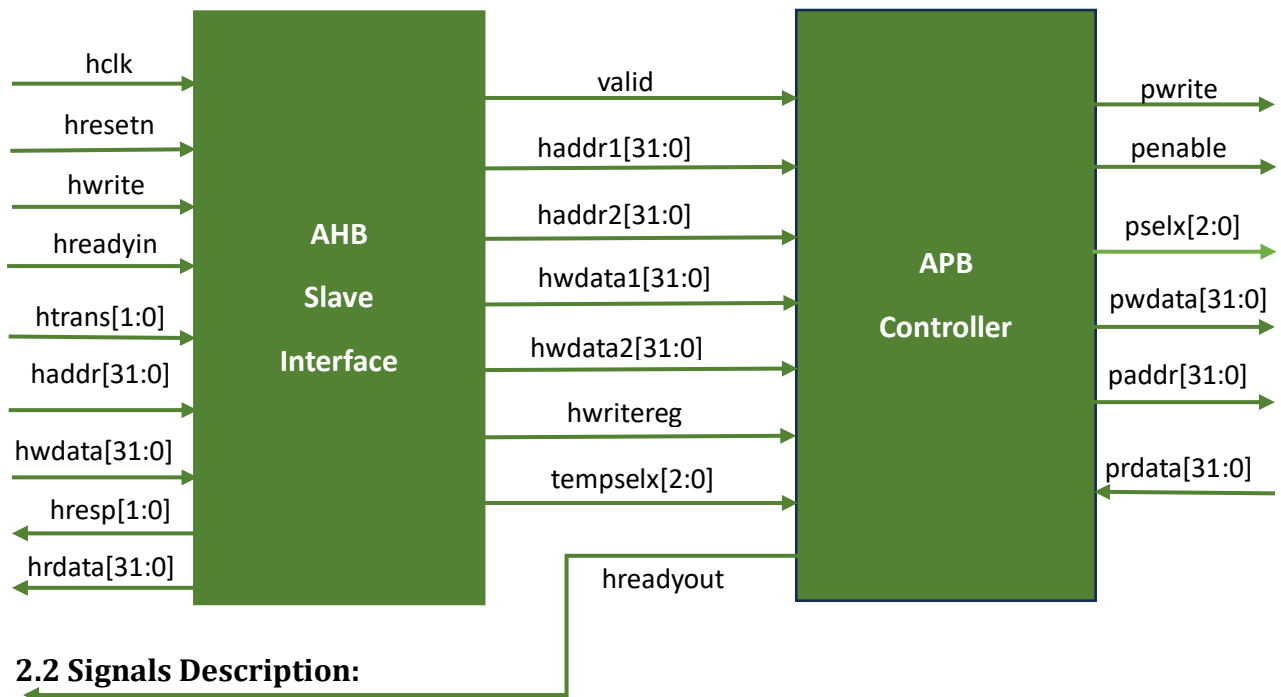 hclk
hresetn
hwrite
hreadyin
htrans[1:0]
haddr[31:0]
hwdata[31:0]
hresp[1:0]
hrdata[31:0]
AHB
Slave
Interface
valid
haddr1[31:0]
haddr2[31:0]
hwdata1[31:0]
hwdata2[31:0]
hwritereg
tempselx[2:0]
hreadyout
APB
Controller
pwrite
penable
pselx[2:0]
pwdata[31:0]
paddr[31:0]
prdata[31:0]
2.2 Signals Description: